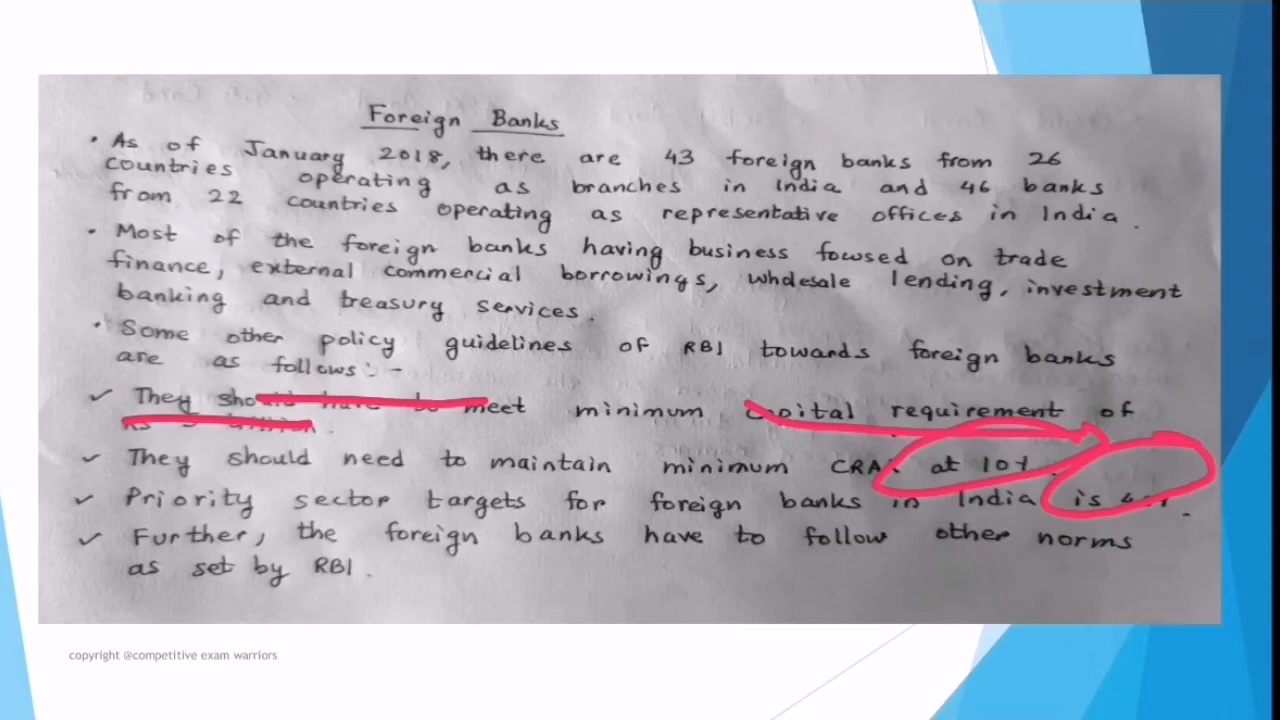 Foreign Banks
• As of January 2018, there are 43 foreign banks from 26
countries operating as branches in India and 46 banks
from 22 countries operating as representative offices in India.
• Most of the foreign banks having business focused on trade
finance, external commercial borrowings, wholesale lending, investment
banking and treasury services.
• Some other policy guidelines of RBI towards foreign banks
are as follows:-
✓ They should have to meet minimum capital requirement of
✓ They should need to maintain minimum CRAR at 10%.
✓ Priority sector targets for foreign banks in India is
✓ Further, the foreign banks have to follow other norms
as set by RBI.
copyright @competitive exam warriors